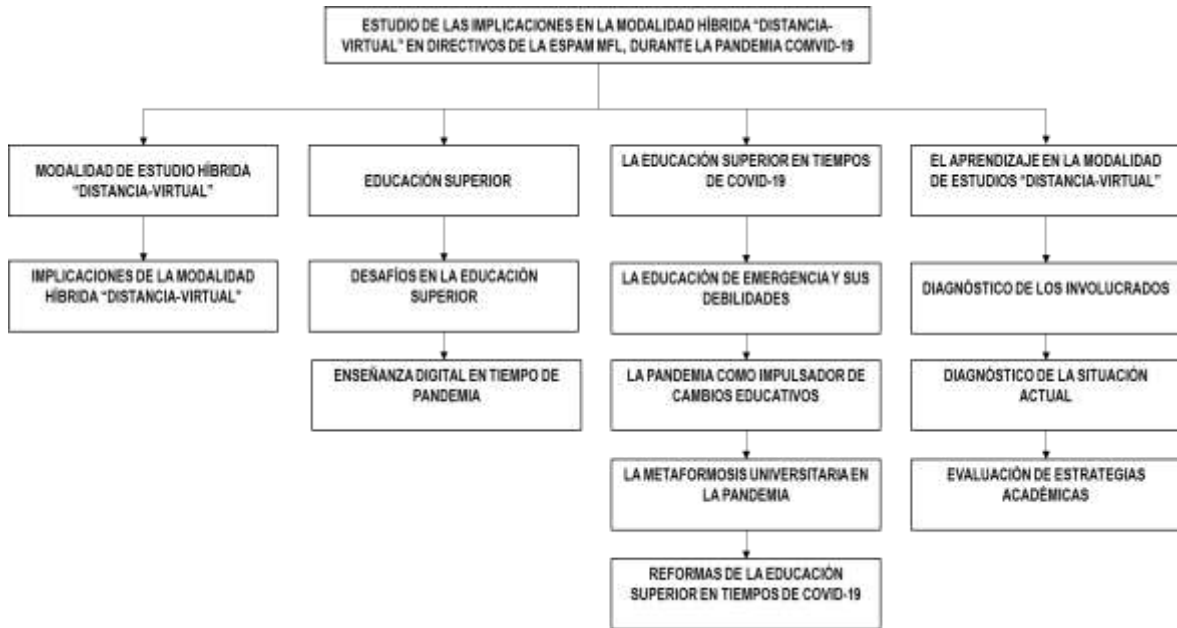 ESTUDIO DE LAS IMPLICACIONES EN LA MODALIDAD HÍBRIDA “DISTANCIA-
VIRTUAL” EN DIRECTIVOS DE LA ESPAM MFL, DURANTE LA PANDEMIA COMVID-19
MODALIDAD DE ESTUDIO HÍBRIDA
“DISTANCIA-VIRTUAL”
IMPLICACIONES DE LA MODALIDAD
HÍBRIDA “DISTANCIA-VIRTUAL”
EDUCACIÓN SUPERIOR
DESAFÍOS EN LA EDUCACIÓN
SUPERIOR
ENSEÑANZA DIGITAL EN TIEMPO DE
PANDEMIA
LA EDUCACIÓN SUPERIOR EN TIEMPOS
DE COVID-19
LA EDUCACIÓN DE EMERGENCIA Y SUS
DEBILIDADES
LA PANDEMIA COMO IMPULSADOR DE
CAMBIOS EDUCATIVOS
LA METAFORMOSIS UNIVERSITARIA EN
LA PANDEMIA
REFORMAS DE LA EDUCACIÓN
SUPERIOR EN TIEMPOS DE COVID-19
EL APRENDIZAJE EN LA MODALIDAD
DE ESTUDIOS “DISTANCIA-VIRTUAL”
DIAGNÓSTICO DE LOS INVOLUCRADOS
DIAGNÓSTICO DE LA SITUACIÓN
ACTUAL
EVALUACIÓN DE ESTRATEGIAS
ACADÉMICAS